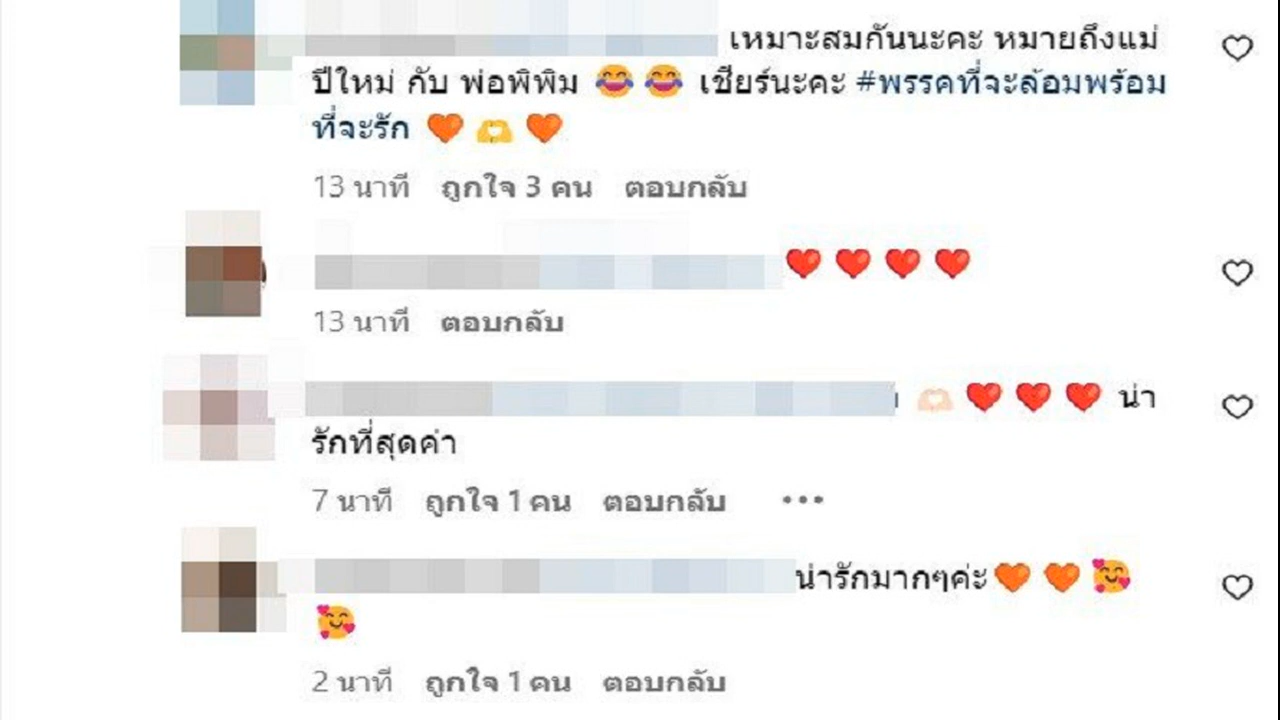 เหมาะสมกันนะคะ หมายถึงแม่
ปีใหม่ กับ พ่อพิพิม 😂 😂 เชียร์นะคะ #พรรคที่จะล้อมพร้อม
ที่จะรัก 🧡 🫶 🧡
13 นาที ถูกใจ 3 คน ตอบกลับ
❤️ ❤️ ❤️ ❤️
13 นาที ตอบกลับ
🫶🏻 ❤️ ❤️ ❤️ น่า
รักที่สุดค่า
7 นาที ถูกใจ 1 คน ตอบกลับ •••
น่ารักมากๆค่ะ🧡 🧡 🥰
🥰
2 นาที ถูกใจ 1 คน ตอบกลับ